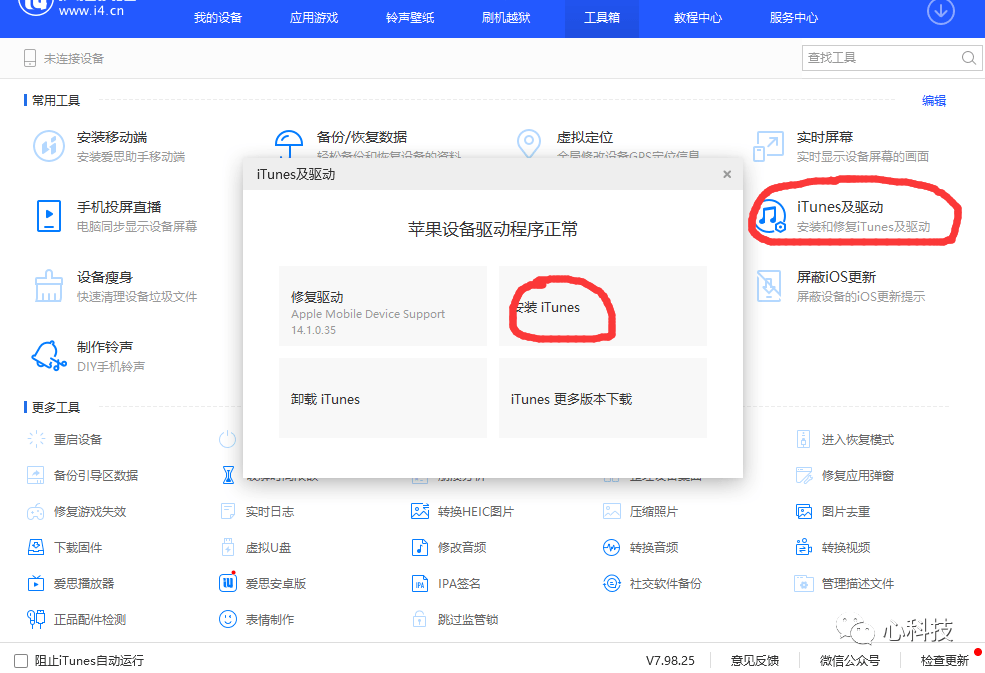 www.i4.cn
我的设备
应用游戏
铃声壁纸
刷机越狱
工具箱
教程中心
服务中心
未连接设备
查找工具
常用工具
编辑
安装移动端
安装爱思助手移动端
备份/恢复数据
轻松备份和恢复设备的资料
虚拟定位
全局修改设备GPS定位信息
实时屏幕
实时显示设备屏幕的画面
手机投屏直播
电脑同步显示设备屏幕
iTunes及驱动
安装和修复iTunes及驱动
设备瘦身
快速清理设备垃圾文件
屏蔽iOS更新
屏蔽设备的iOS更新提示
制作铃声
DIY手机铃声
iTunes及驱动
苹果设备驱动程序正常
修复驱动
Apple Mobile Device Support
14.1.0.35
安装 iTunes
卸载 iTunes
iTunes 更多版本下载
更多工具
重启设备
进入恢复模式
备份引导区数据
整理设备桌面
修复应用弹窗
修复游戏失效
实时日志
转换HEIC图片
压缩照片
图片去重
下载固件
虚拟U盘
修改音频
转换音频
转换视频
爱思播放器
爱思安卓版
IPA签名
社交软件备份
管理描述文件
正品配件检测
表情制作
跳过监管锁
心科技
阻止iTunes自动运行
V7.98.25
意见反馈
微信公众号
检查更新